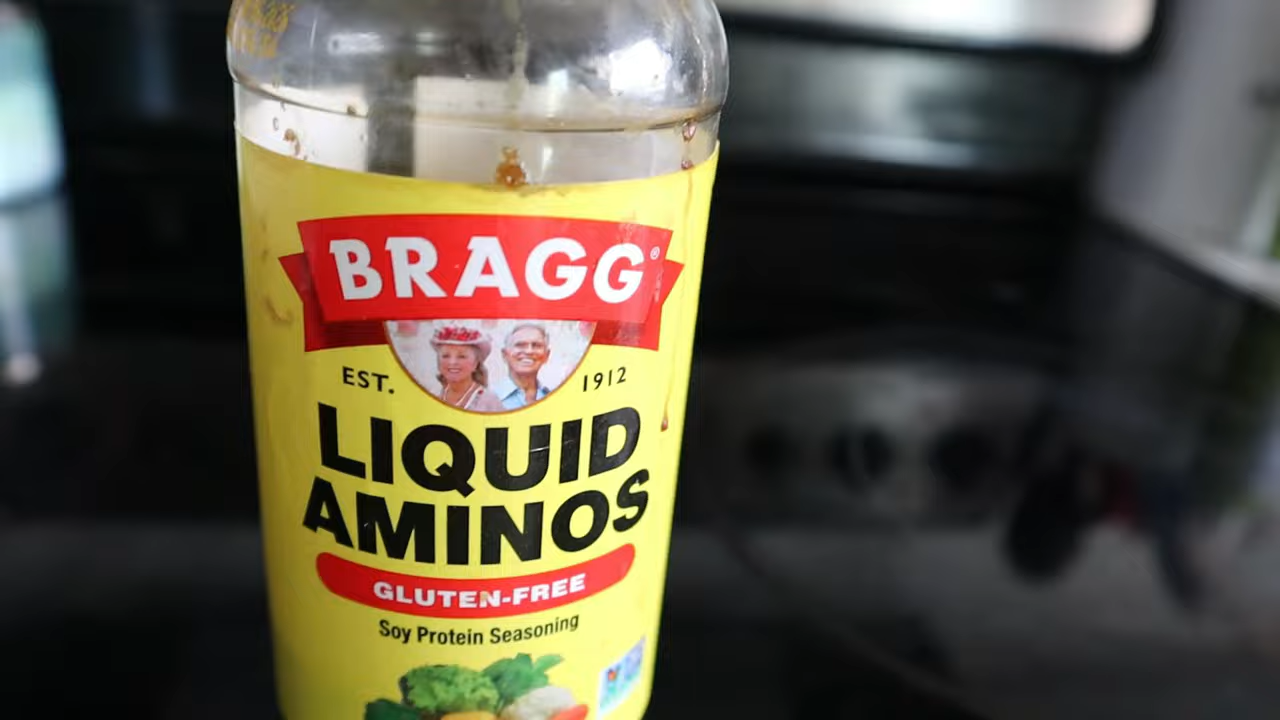 BRAGG®
EST. 1912
LIQUID
AMINOS
GLUTEN-FREE
Soy Protein Seasoning